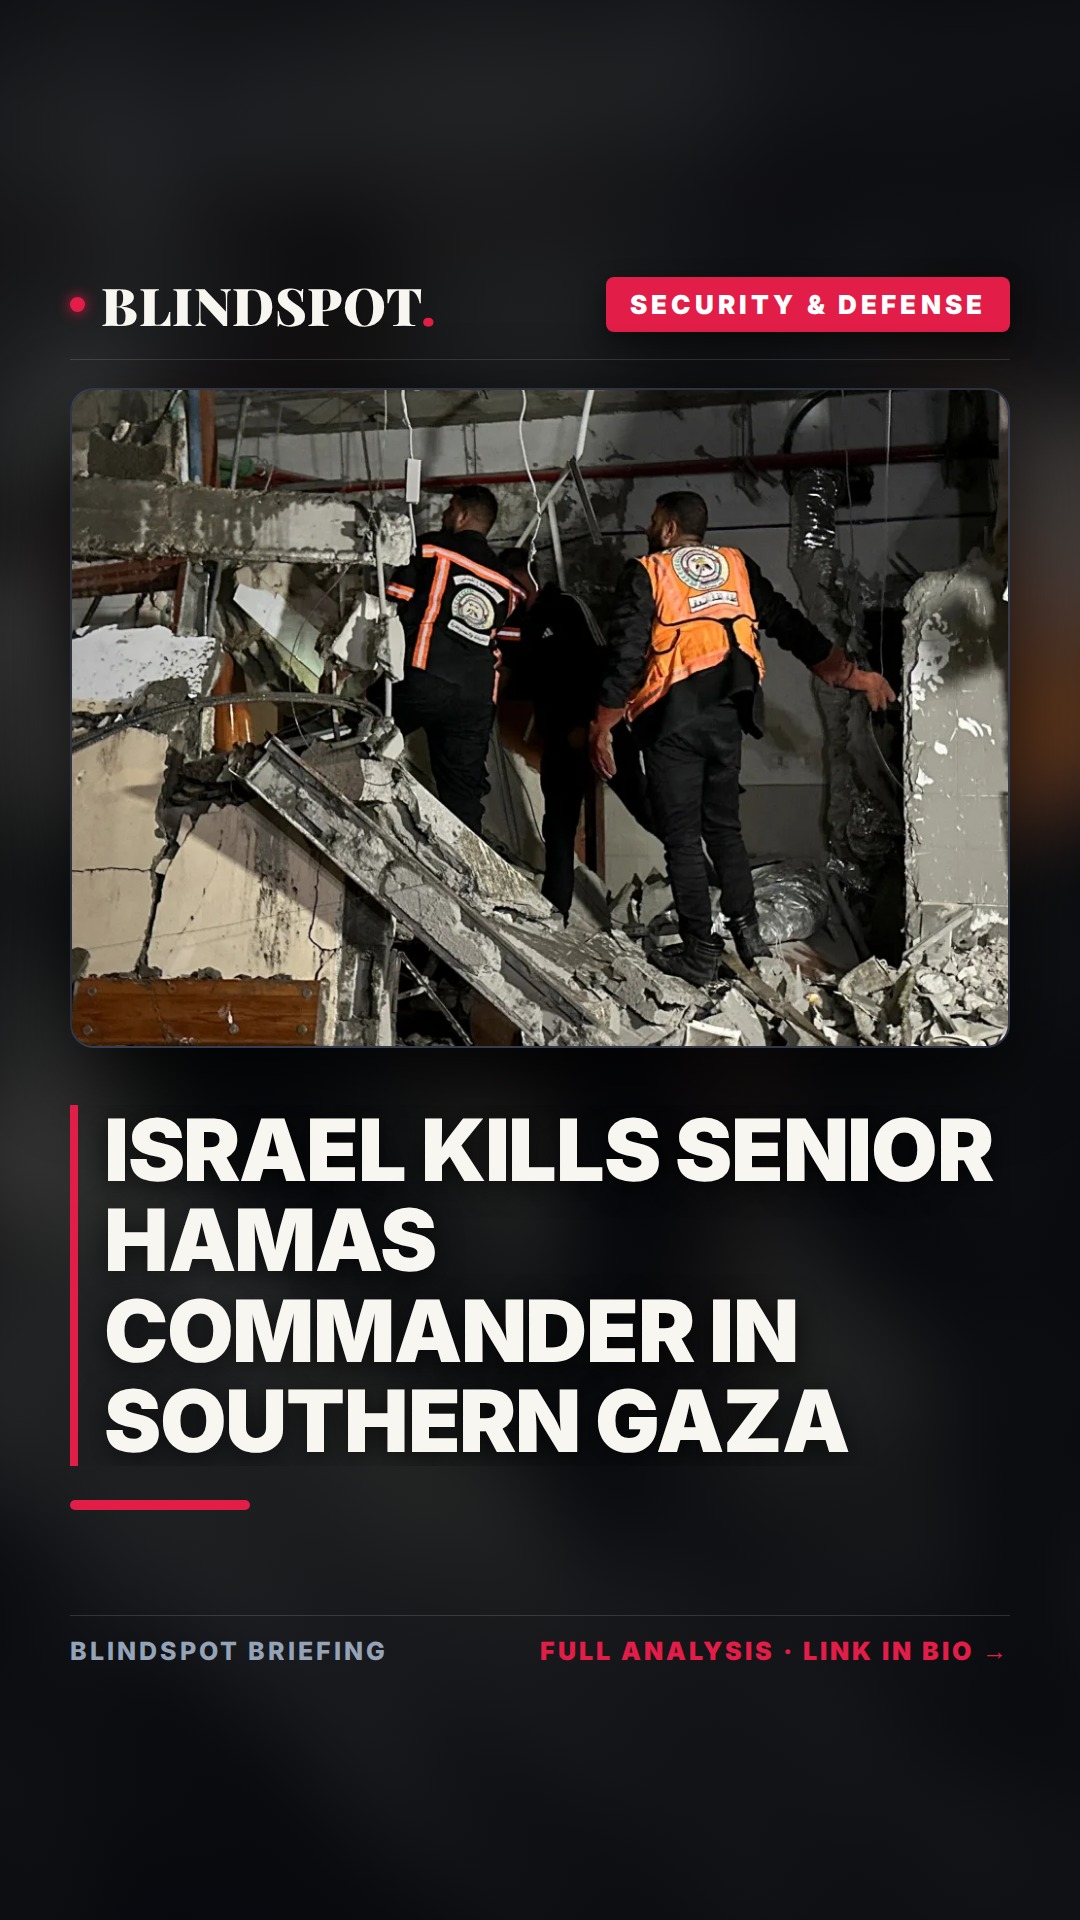 BLINDSPOT.
SECURITY & DEFENSE
ISRAEL KILLS SENIOR
HAMAS
COMMANDER IN
SOUTHERN GAZA
BLINDSPOT BRIEFING
FULL ANALYSIS · LINK IN BIO →